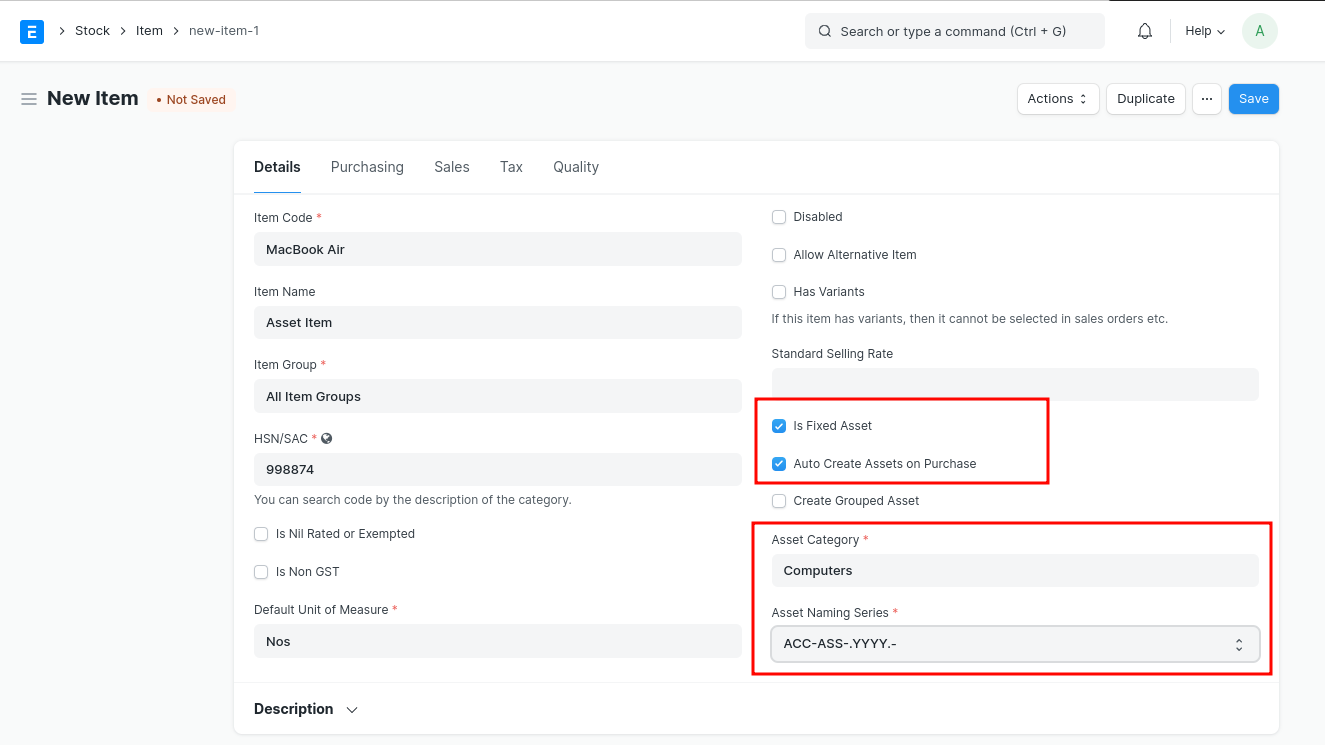 E
Stock
Item
new-item-1
Search or type a command (Ctrl + G)
Help
A
New Item
• Not Saved
Actions
Duplicate
...
Save
Details
Purchasing
Sales
Tax
Quality
Item Code *
MacBook Air
Item Name
Asset Item
Item Group *
All Item Groups
HSN/SAC *
998874
You can search code by the description of the category.
Is Nil Rated or Exempted
Is Non GST
Default Unit of Measure *
Nos
Disabled
Allow Alternative Item
Has Variants
If this item has variants, then it cannot be selected in sales orders etc.
Standard Selling Rate
Is Fixed Asset
Auto Create Assets on Purchase
Create Grouped Asset
Asset Category *
Computers
Asset Naming Series *
ACC-ASS-.YYYY.-
Description